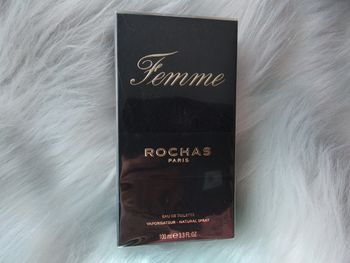 Femme
ROCHAS
PARIS
EAU DE TOILETTE
VAPORISATEUR - NATURAL SPRAY
100 ml e 3.3 FL.OZ